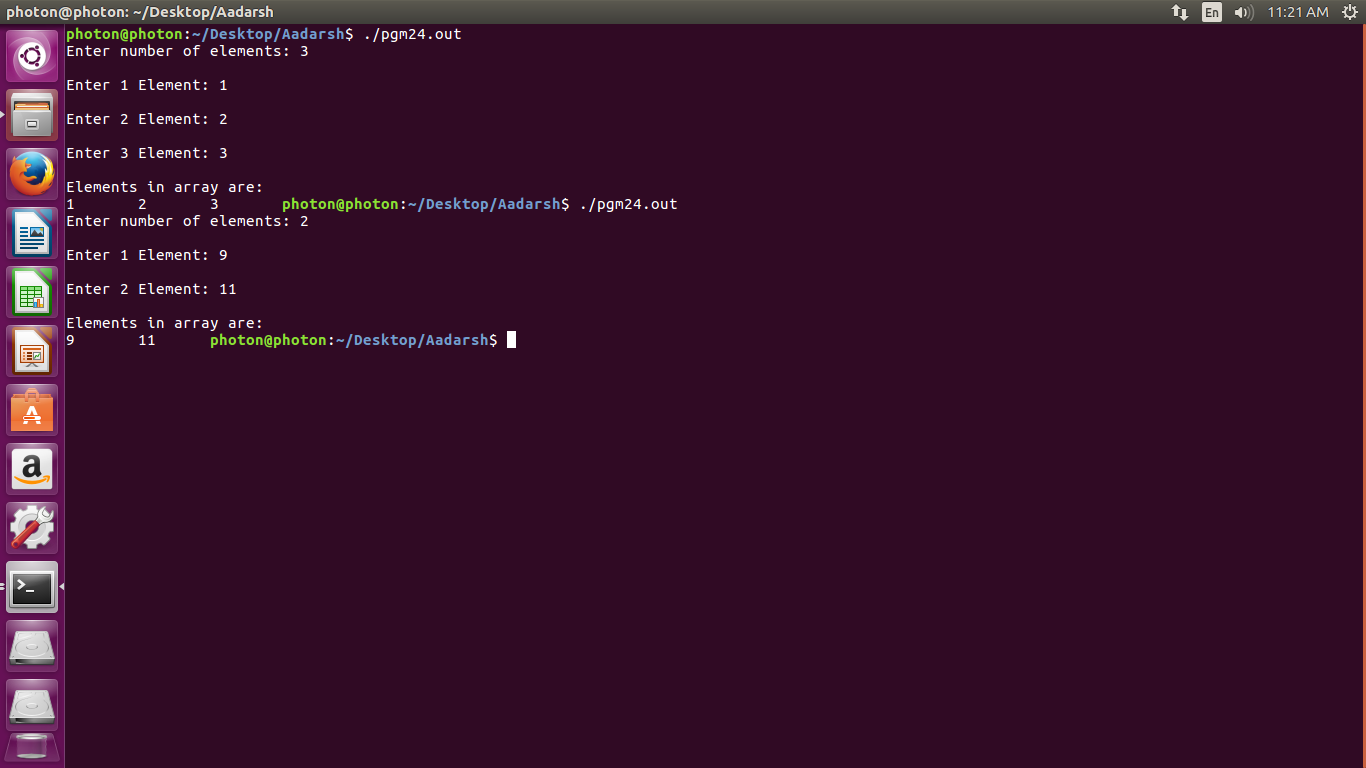 photon@photon: ~/Desktop/Aadarsh
En
11:21 AM
photon@photon:~/Desktop/Aadarsh$ ./pgm24.out
Enter number of elements: 3
Enter 1 Element: 1
Enter 2 Element: 2
Enter 3 Element: 3
Elements in array are:
1 2 3 photon@photon:~/Desktop/Aadarsh$ ./pgm24.out
Enter number of elements: 2
Enter 1 Element: 9
Enter 2 Element: 11
Elements in array are:
9 11 photon@photon:~/Desktop/Aadarsh$